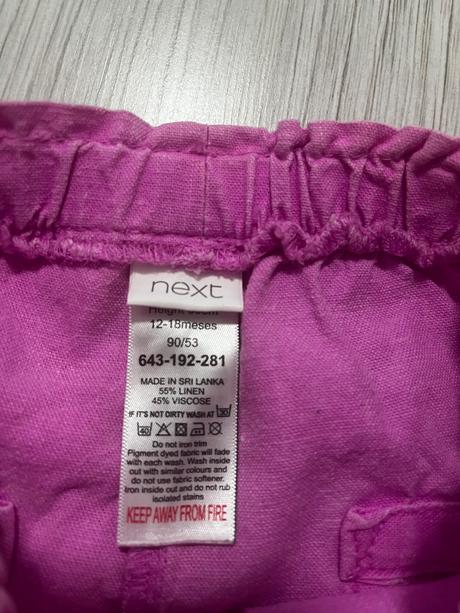 next
12-18meses
90/53
643-192-281
MADE IN SRI LANKA
55% LINEN
45% VISCOSE
IF IT'S NOT DIRTY WASH AT 30
40
Do not iron trim
Pigment dyed fabric will fade
with each wash. Wash inside
out with similar colours and
do not use fabric softener.
Iron inside out and do not rub
isolated stains
KEEP AWAY FROM FIRE